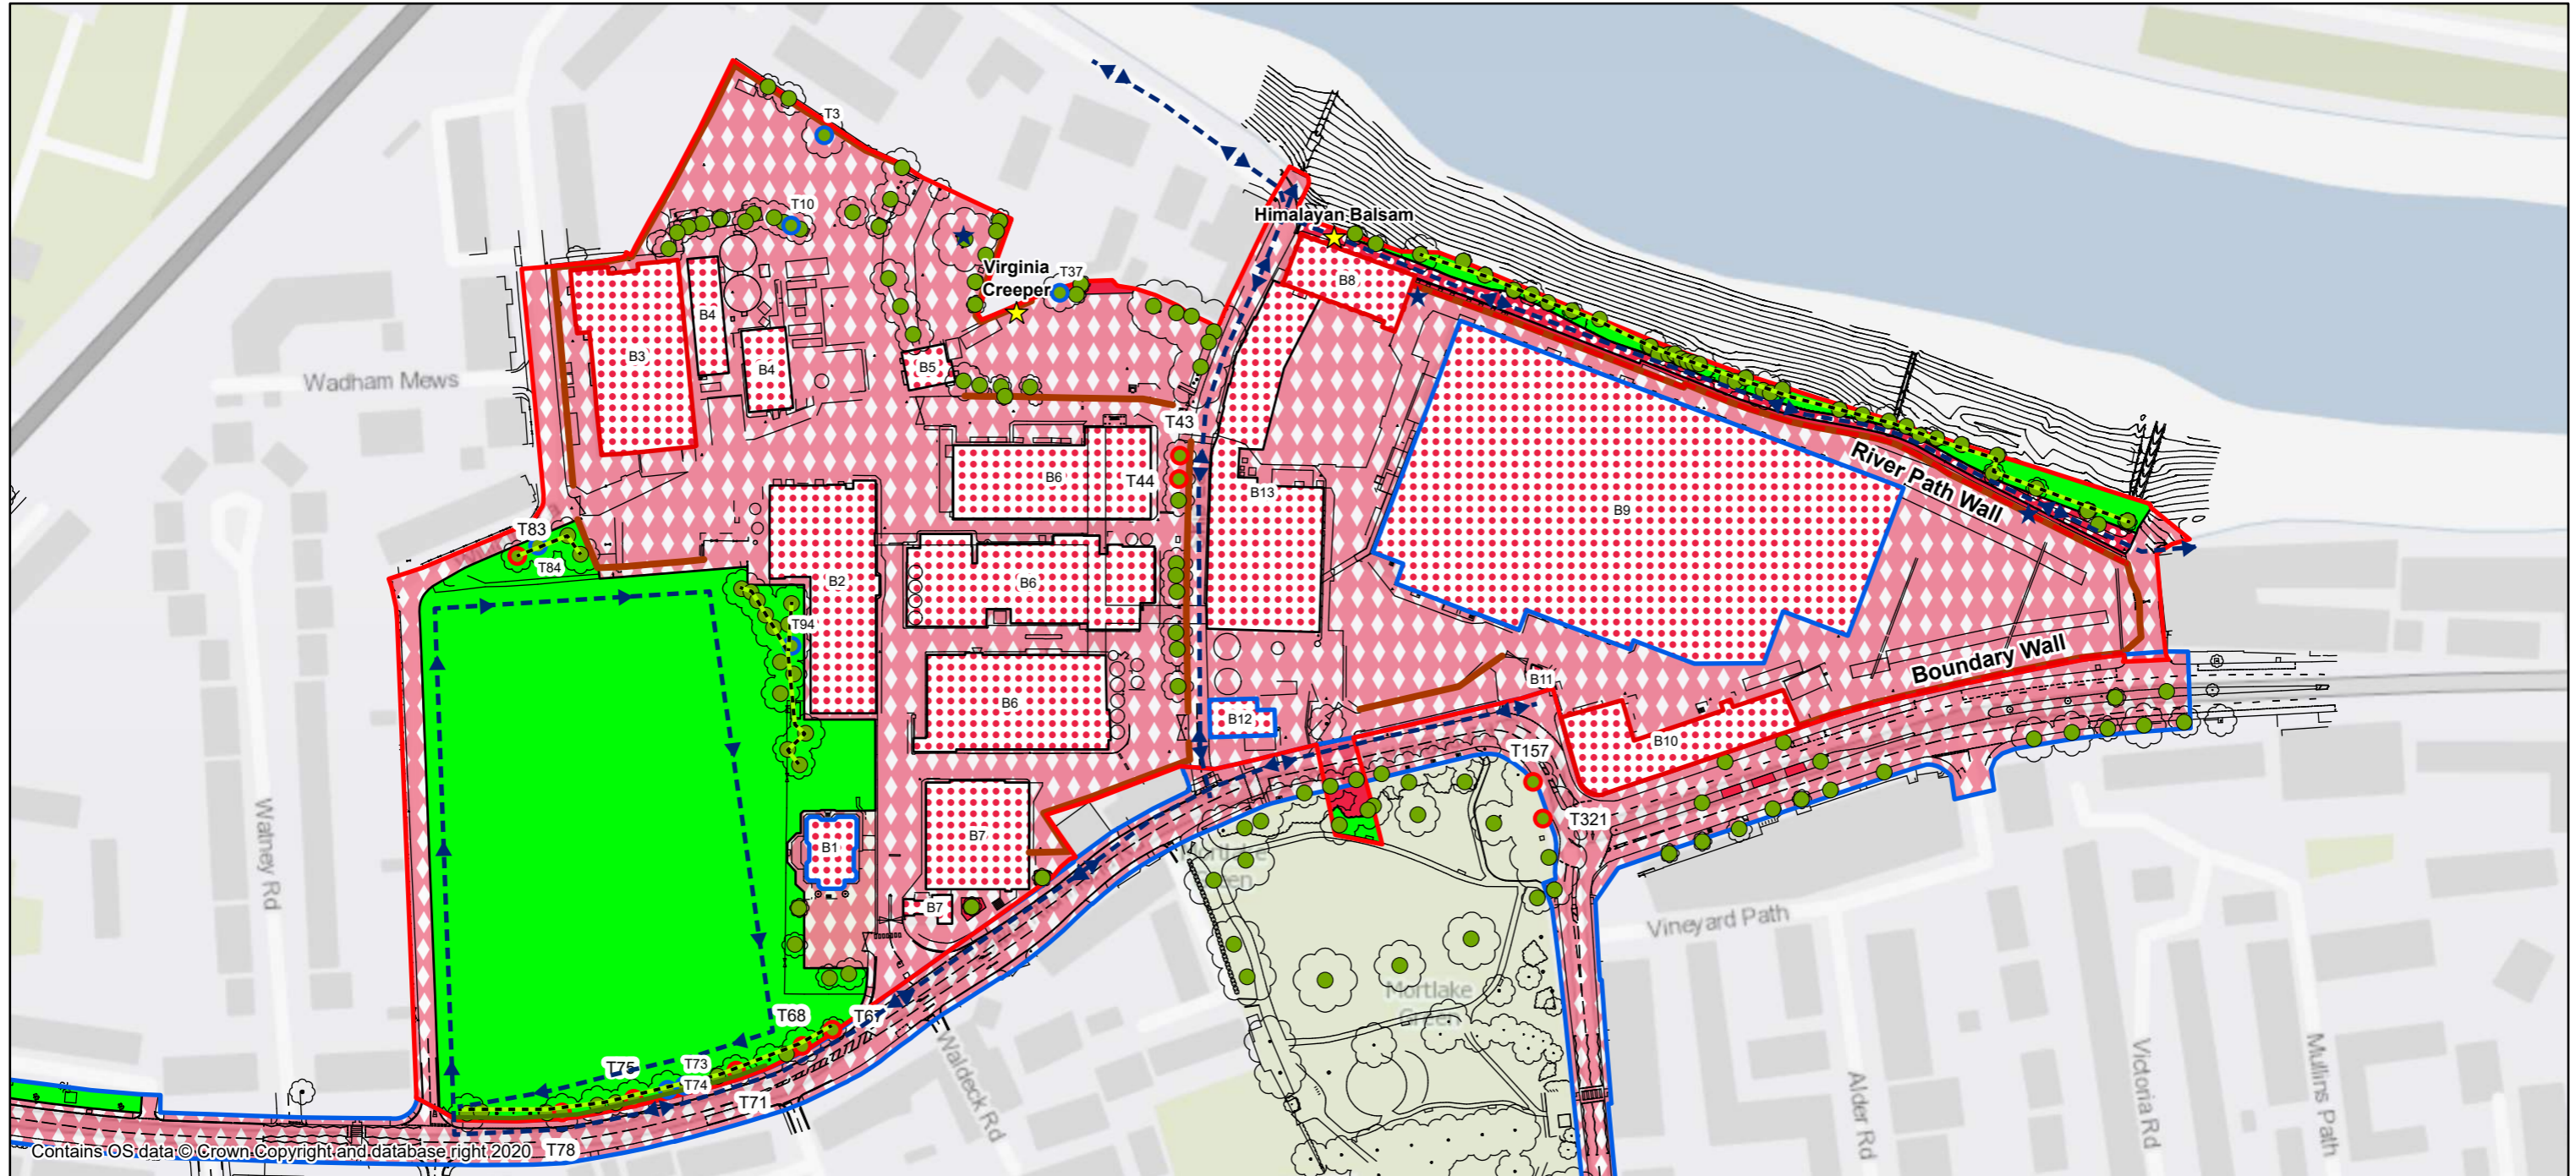 T3
T10
Himalayan Balsam
Virginia
Creeper
T37
B8
B4
B3
B4
B5
Wadham Mews
T43
River Path Wall
B6
T44
B13
B9
T83
T84
B2
B6
T94
Boundary Wall
B11
B6
B12
B10
T157
T321
B7
B1
Mortlake
Green
Watney Rd
B7
Vineyard Path
Mortlake
Green
T68
T67
T75
T73
T74
T71
Waldeck Rd
Alder Rd
Victoria Rd
Mullins Path
T78
Contains OS data © Crown Copyright and database right 2020